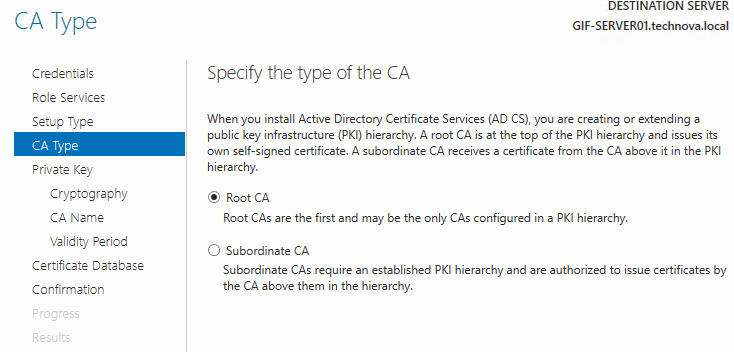 CA Type
DESTINATION SERVER
GIF-SERVER01.technova.local
Credentials
Role Services
Setup Type
CA Type
Private Key
Cryptography
CA Name
Validity Period
Certificate Database
Confirmation
Progress
Results
Specify the type of the CA
When you install Active Directory Certificate Services (AD CS), you are creating or extending a
public key infrastructure (PKI) hierarchy. A root CA is at the top of the PKI hierarchy and issues its
own self-signed certificate. A subordinate CA receives a certificate from the CA above it in the PKI
hierarchy.
Root CA
Root CAs are the first and may be the only CAs configured in a PKI hierarchy.
Subordinate CA
Subordinate CAs require an established PKI hierarchy and are authorized to issue certificates by
the CA above them in the hierarchy.